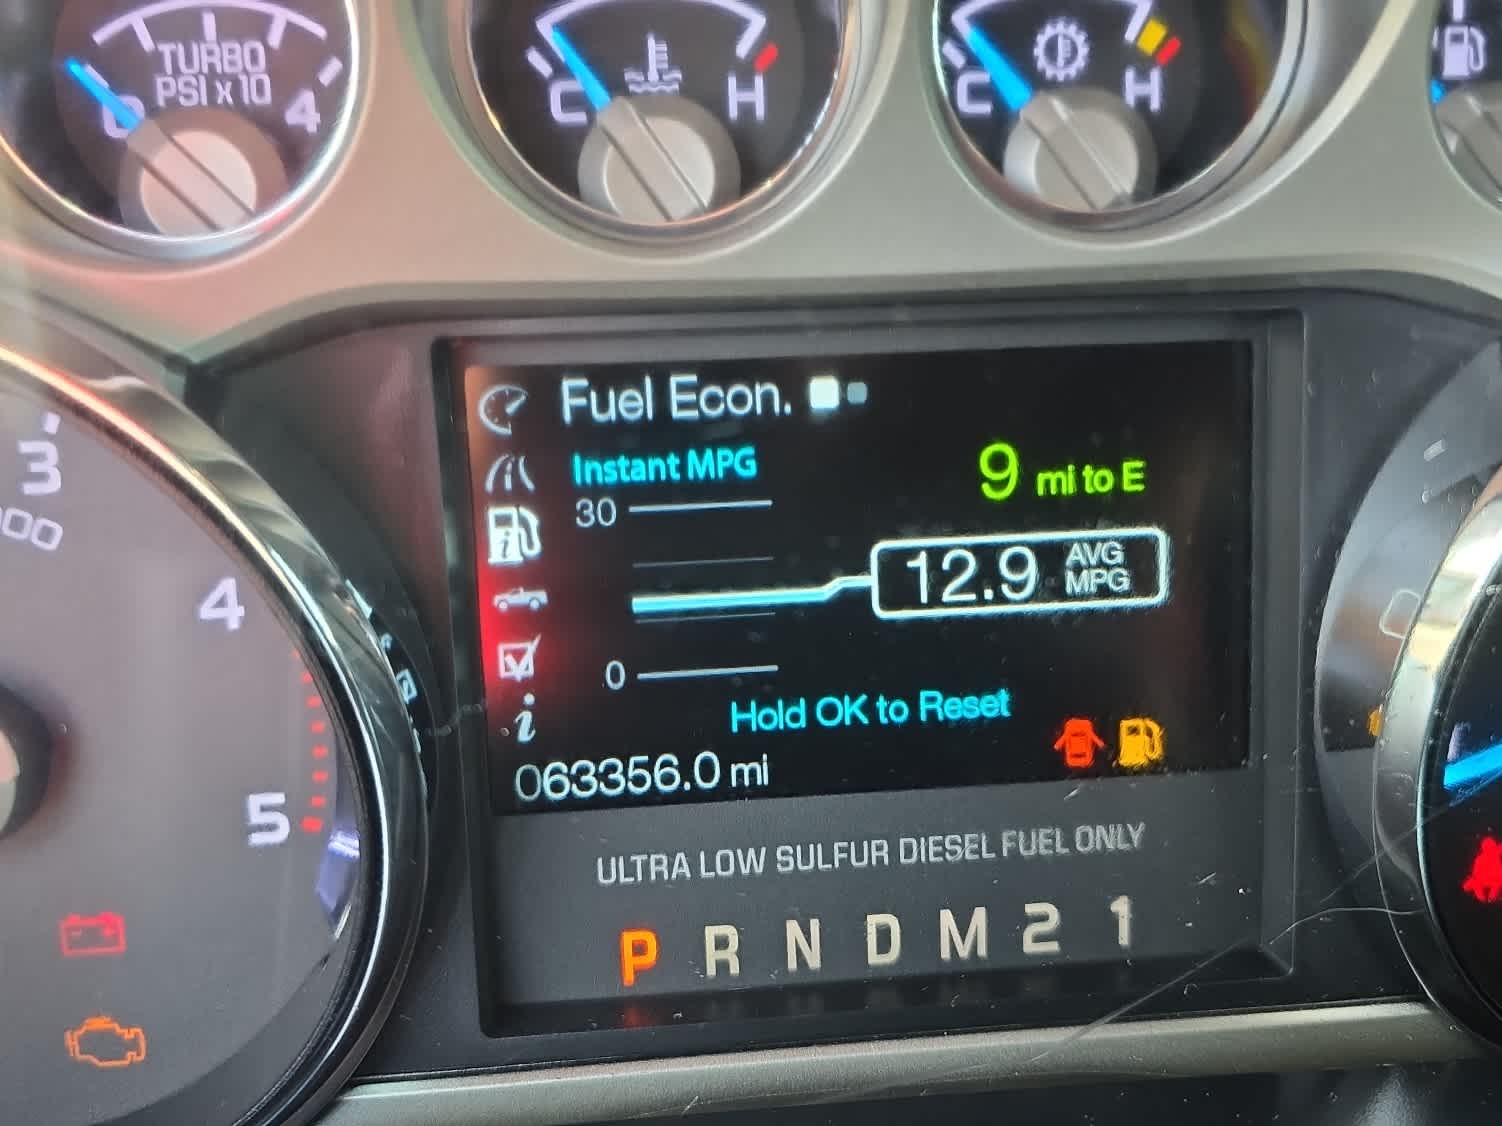 TURBO
PSI x 10
0 4
C H
C H
Fuel Econ.
Instant MPG
9 mi to E
30
12.9 AVG MPG
0
Hold OK to Reset
063356.0 mi
ULTRA LOW SULFUR DIESEL FUEL ONLY
P R N D M 2 1
3
4
5